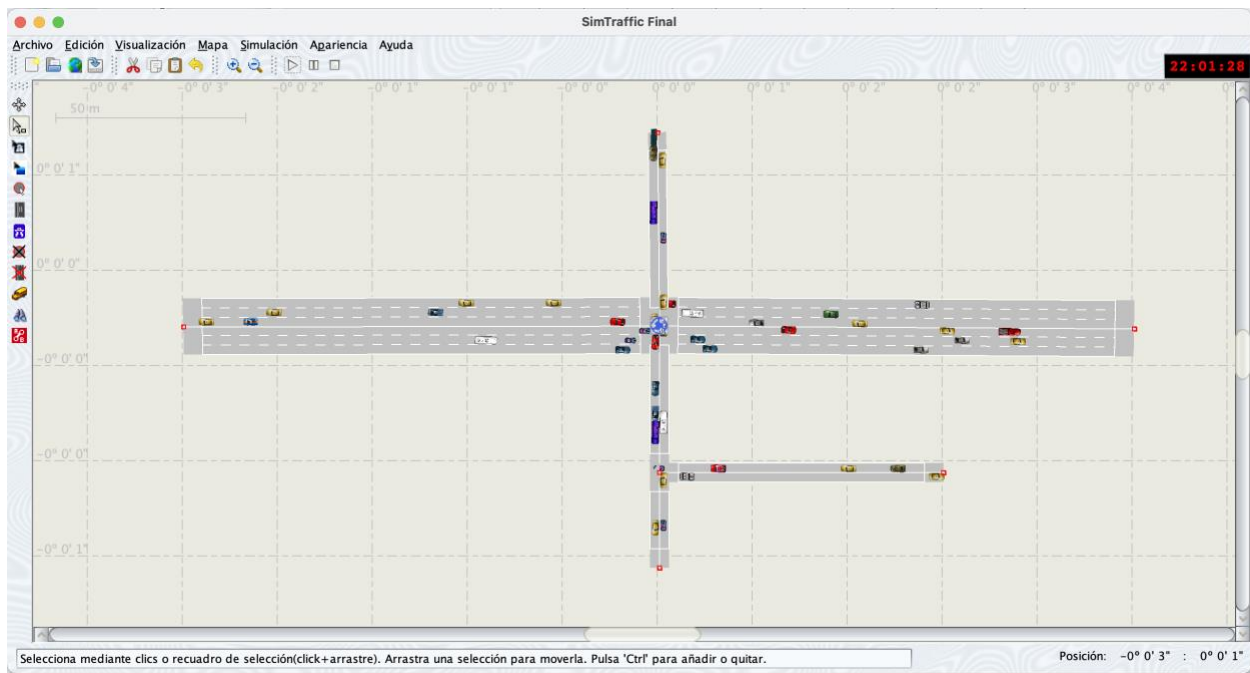 SimTraffic Final
Archivo Edición Visualización Mapa Simulación Apariencia Ayuda
22:01:28
-0° 0' 4" -0° 0' 3" -0° 0' 2" -0° 0' 1" -0° 0' 1" -0° 0' 0" 0° 0' 0" 0° 0' 1" 0° 0' 2" 0° 0' 2" 0° 0' 3" 0° 0' 4"
50 m
0° 0' 1"
0° 0' 0"
-0° 0' 0"
-0° 0' 0"
-0° 0' 1"
Selecciona mediante clics o recuadro de selección(click+arrastre). Arrastra una selección para moverla. Pulsa 'Ctrl' para añadir o quitar.
Posición: -0° 0' 3" : 0° 0' 1"